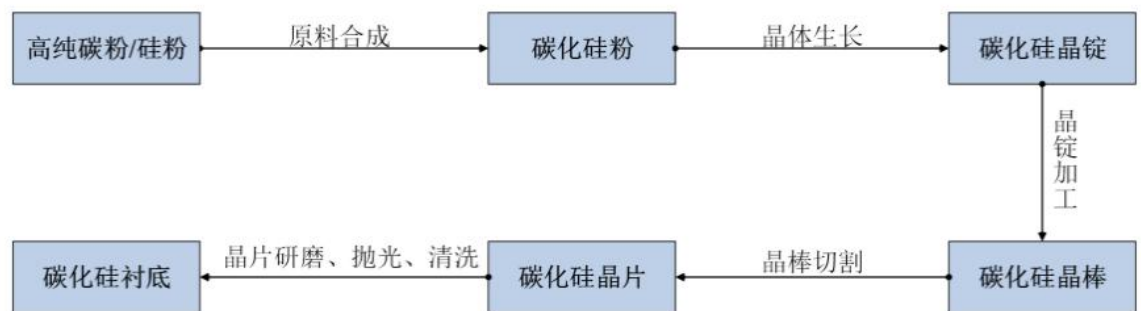 高纯碳粉/硅粉
原料合成
碳化硅粉
晶体生长
碳化硅晶锭
晶锭加工
碳化硅晶棒
晶棒切割
碳化硅晶片
晶片研磨、抛光、清洗
碳化硅衬底